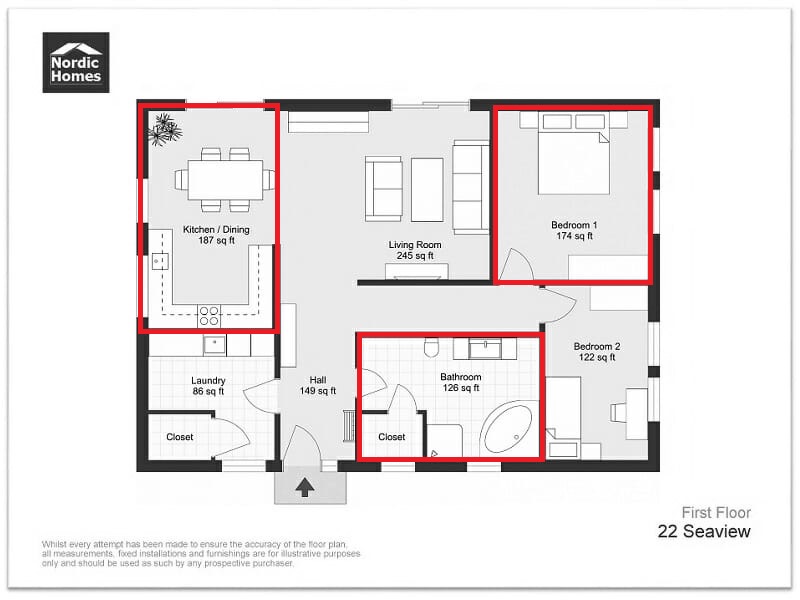 Nordic
Homes
Kitchen / Dining
187 sq ft
Living Room
245 sq ft
Bedroom 1
174 sq ft
Bedroom 2
122 sq ft
Laundry
86 sq ft
Hall
149 sq ft
Bathroom
126 sq ft
Closet
Closet
First Floor
22 Seaview
Whilst every attempt has been made to ensure the accuracy of the floor plan,
all measurements, fixed installations and furnishings are for illustrative purposes
only and should be used as such by any prospective purchaser.